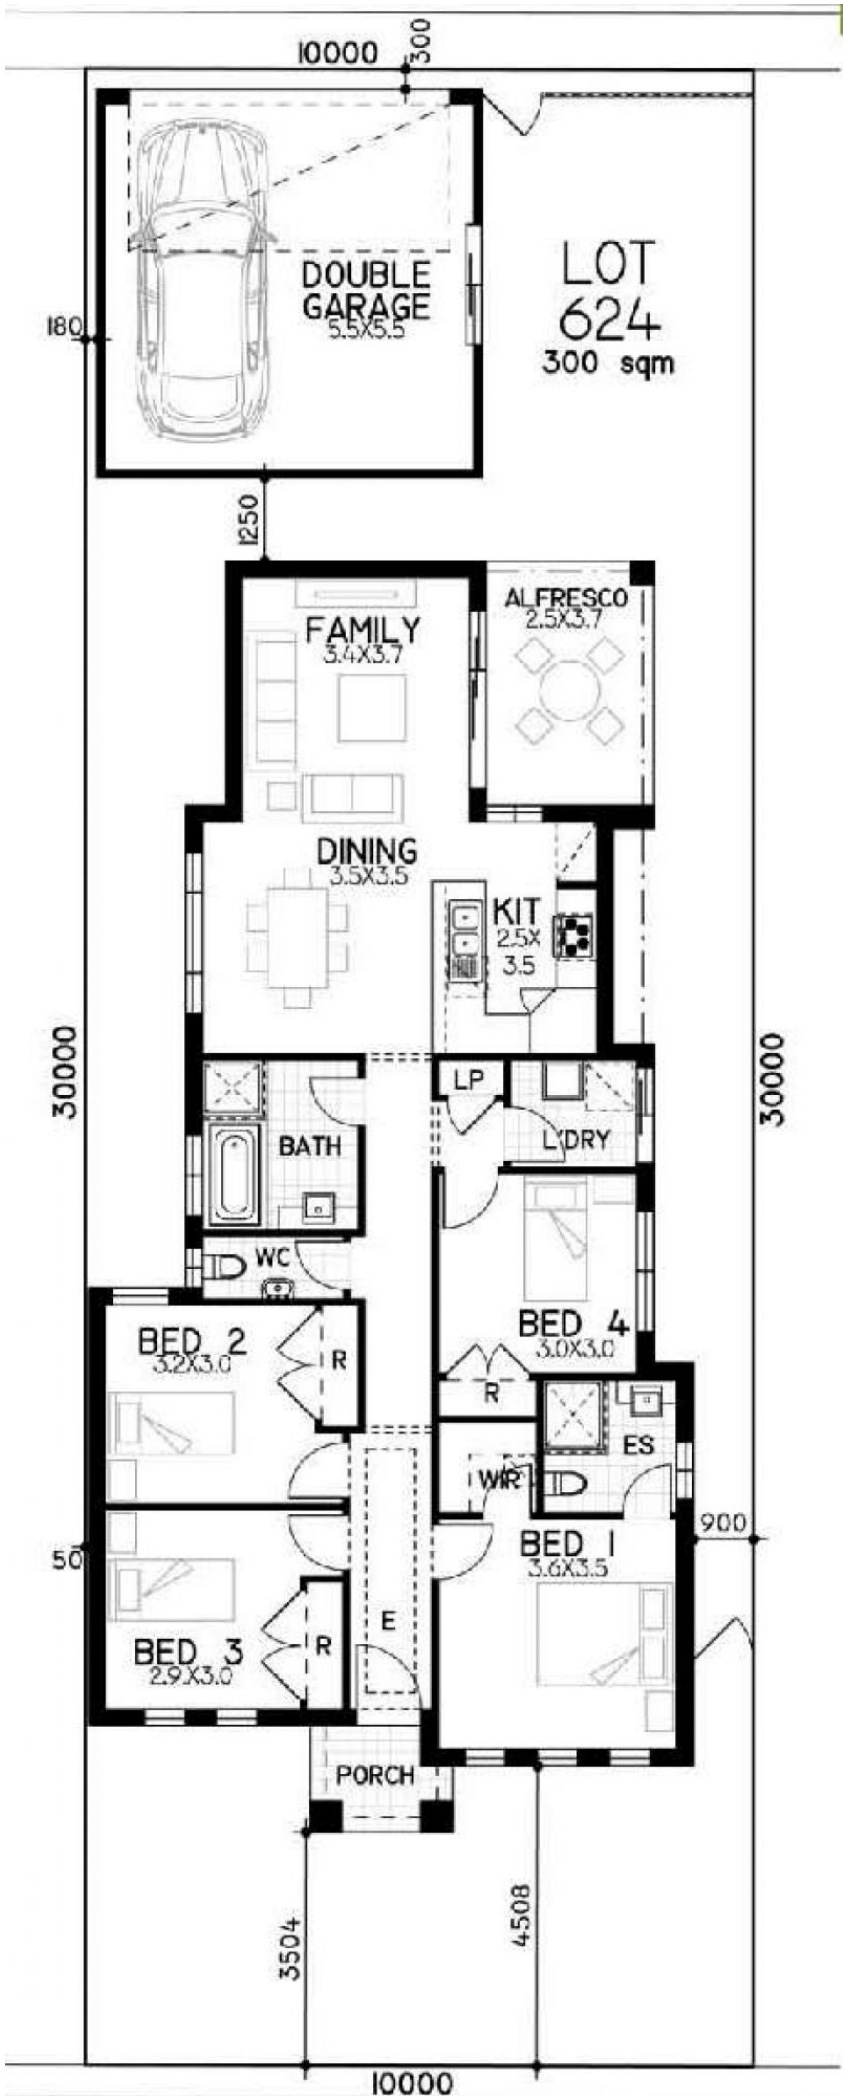 10000
300
LOT
624
300 sqm
DOUBLE
GARAGE
5.5X5.5
180
1250
ALFRESCO
2.5X3.7
FAMILY
3.4X3.7
DINING
3.5X3.5
KIT
2.5X
3.5
30000
30000
LP
BATH
L'DRY
WC
BED 2
3.2X3.0
R
BED 4
3.0X3.0
R
ES
WIR
900
50
BED 1
3.6X3.5
E
BED 3
2.9X3.0
R
PORCH
3504
4508
10000